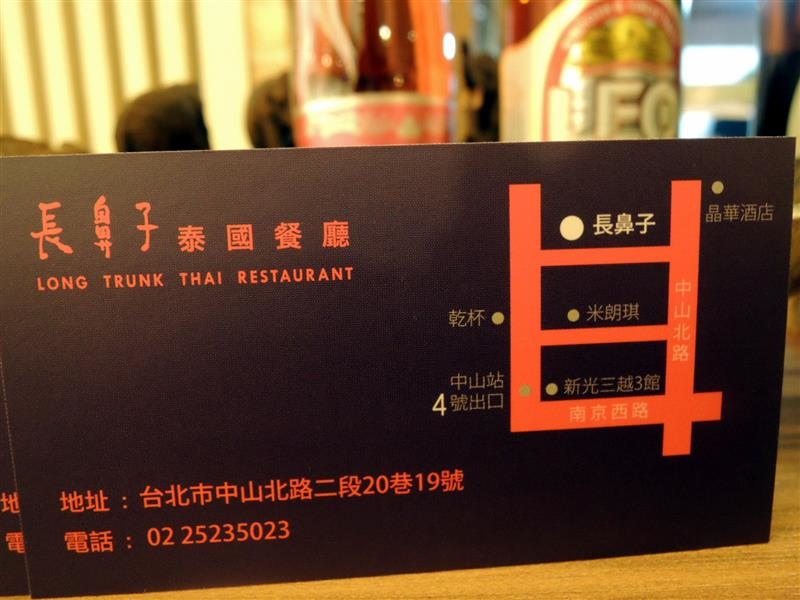 長鼻子 泰國餐廳
LONG TRUNK THAI RESTAURANT
長鼻子
晶華酒店
中山北路
乾杯
米朗琪
中山站
4號出口
新光三越3館
南京西路
地址：台北市中山北路二段20巷19號
電話：02 25235023
地
電
LEO